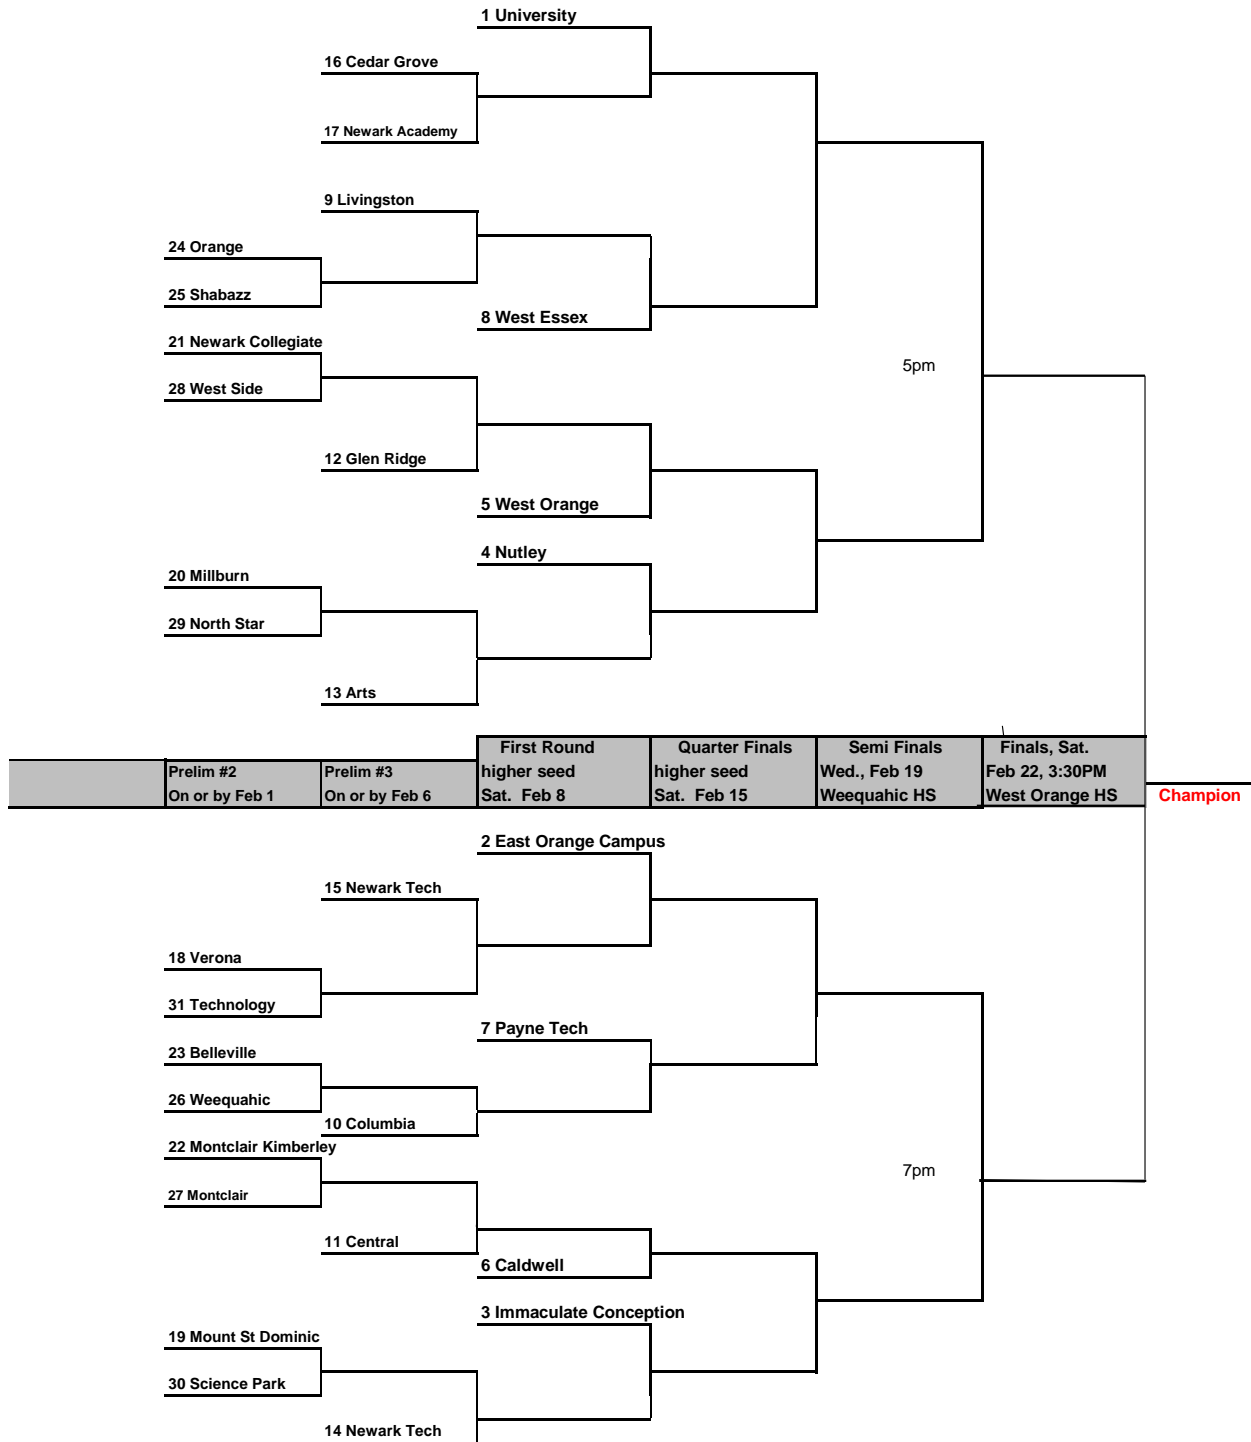 1 University
16 Cedar Grove
17 Newark Academy
9 Livingston
24 Orange
25 Shabazz
8 West Essex
21 Newark Collegiate
5pm
28 West Side
12 Glen Ridge
5 West Orange
4 Nutley
20 Millburn
29 North Star
13 Arts
First Round Quarter Finals Semi Finals Finals, Sat.
Prelim #2 Prelim #3 higher seed higher seed Wed., Feb 19 Feb 22, 3:30PM
On or by Feb 1 On or by Feb 6 Sat. Feb 8 Sat. Feb 15 Weequahic HS West Orange HS Champion
2 East Orange Campus
15 Newark Tech
18 Verona
31 Technology
7 Payne Tech
23 Belleville
26 Weequahic
10 Columbia
22 Montclair Kimberley
7pm
27 Montclair
11 Central
6 Caldwell
3 Immaculate Conception
19 Mount St Dominic
30 Science Park
14 Newark Tech